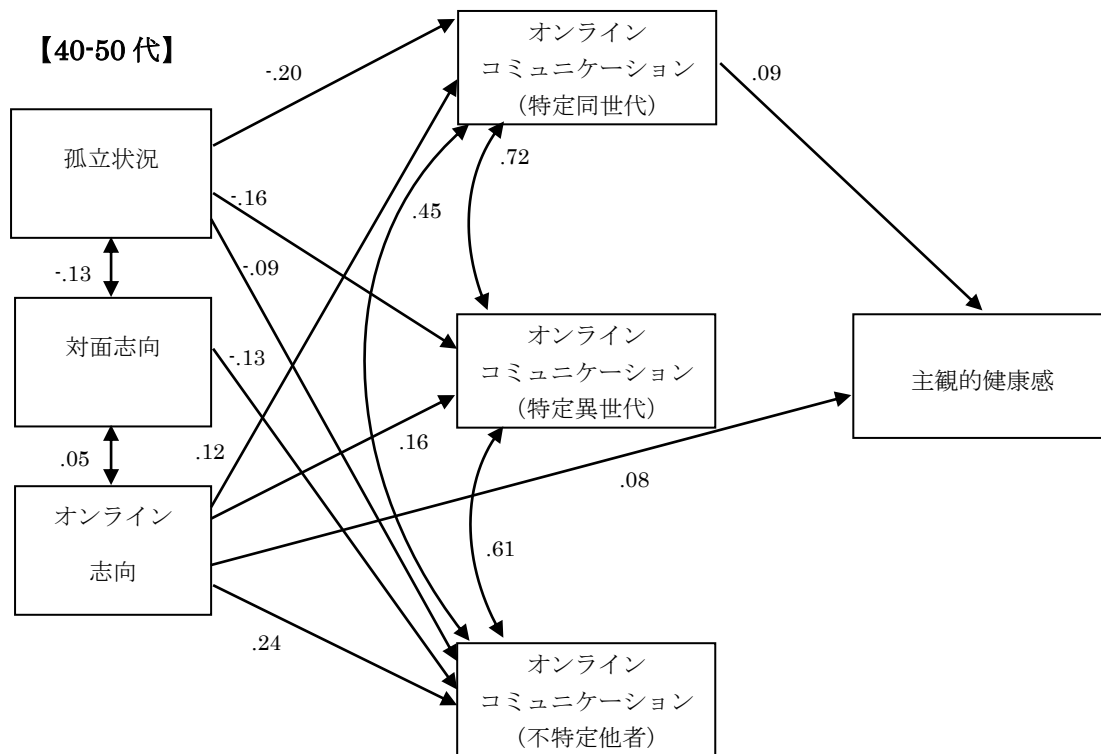 【40-50 代】
オンライン
コミュニケーション
（特定同世代）
-.20
.09
孤立状況
.72
-.16
.45
-.09
-.13
対面志向
-.13
オンライン
コミュニケーション
（特定異世代）
主観的健康感
.12
.16
.05
.08
オンライン
志向
.61
.24
オンライン
コミュニケーション
（不特定他者）